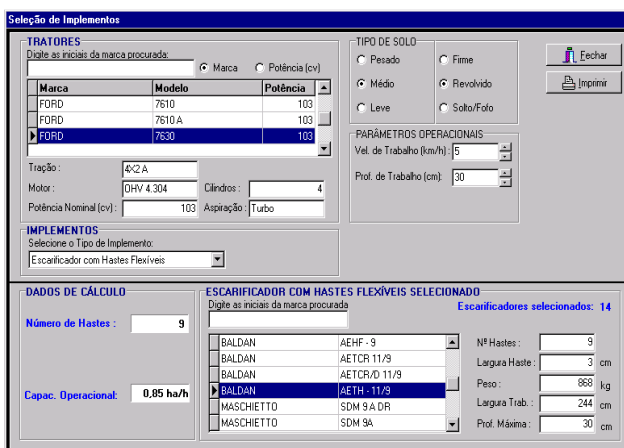 Seleção de Implementos
TRATORES
Digite as iniciais da marca procurada:
Marca
Potência (cv)
Marca Modelo Potência
FORD 7610 103
FORD 7610 A 103
FORD 7630 103
Tração : 4X2 A
Motor : OHV 4.304 Cilindros : 4
Potência Nominal (cv) : 103 Aspiração : Turbo
TIPO DE SOLO
Pesado Firme
Médio Revolvido
Leve Solto/Fofo
Fechar
Imprimir
PARÂMETROS OPERACIONAIS
Vel. de Trabalho (km/h) : 5
Prof. de Trabalho (cm): 30
IMPLEMENTOS
Selecione o Tipo de Implemento:
Escarificador com Hastes Flexíveis
DADOS DE CÁLCULO
Número de Hastes : 9
Capac. Operacional: 0,85 ha/h
ESCARIFICADOR COM HASTES FLEXÍVEIS SELECIONADO
Digite as iniciais da marca procurada
Escarificadores selecionados: 14
BALDAN AEHF - 9
BALDAN AETCR 11/9
BALDAN AETCR/D 11/9
BALDAN AETH - 11/9
MASCHIETTO SDM 9 A DR
MASCHIETTO SDM 9A
Nº Hastes : 9
Largura Haste : 3 cm
Peso : 868 kg
Largura Trab. : 244 cm
Prof. Máxima : 30 cm